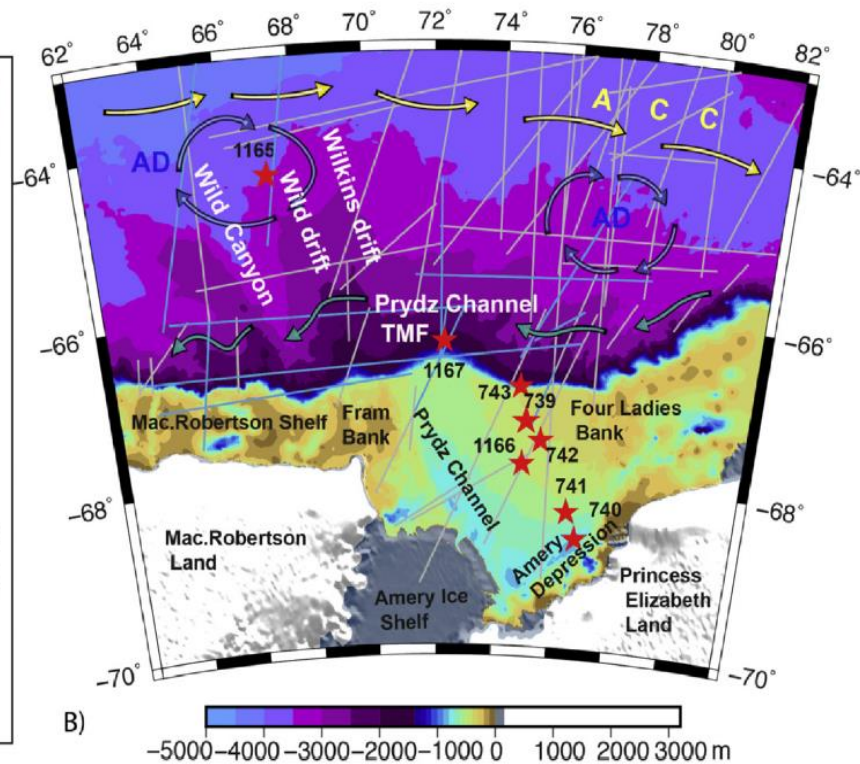 62° 64° 66° 68° 70° 72° 74° 76° 78° 80° 82°
A C C
1165
AD
−64° −64°
Wild Canyon
Wild drift
Wilkins drift
AD
Prydz Channel
TMF
−66° −66°
1167
743 739
Mac.Robertson Shelf
Fram
Bank
Four Ladies
Bank
Prydz Channel
1166
742
741
−68° −68°
740
Mac.Robertson
Land
Amery
Depression
Amery Ice
Shelf
Princess
Elizabeth
Land
−70° −70°
B)
−5000 −4000 −3000 −2000 −1000 0 1000 2000 3000 m